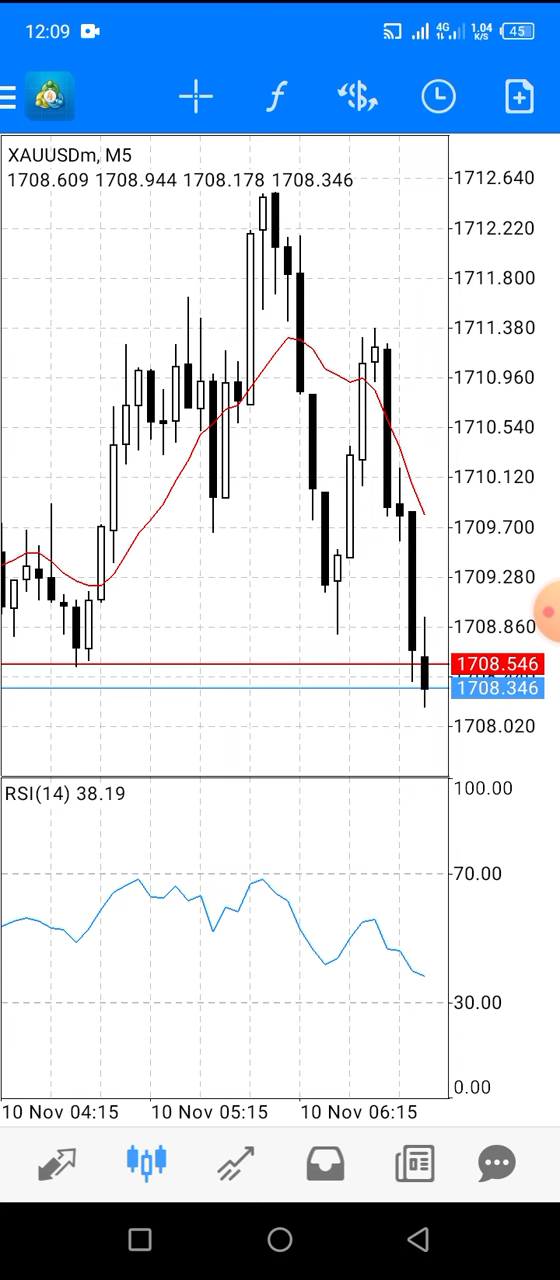 12:09 4G 1.04 K/S 45
f
XAUUSDm, M5
1708.609 1708.944 1708.178 1708.346
1712.640
1712.220
1711.800
1711.380
1710.960
1710.540
1710.120
1709.700
1709.280
1708.860
1708.546
1708.346
1708.020
RSI(14) 38.19
100.00
70.00
30.00
0.00
10 Nov 04:15 10 Nov 05:15 10 Nov 06:15